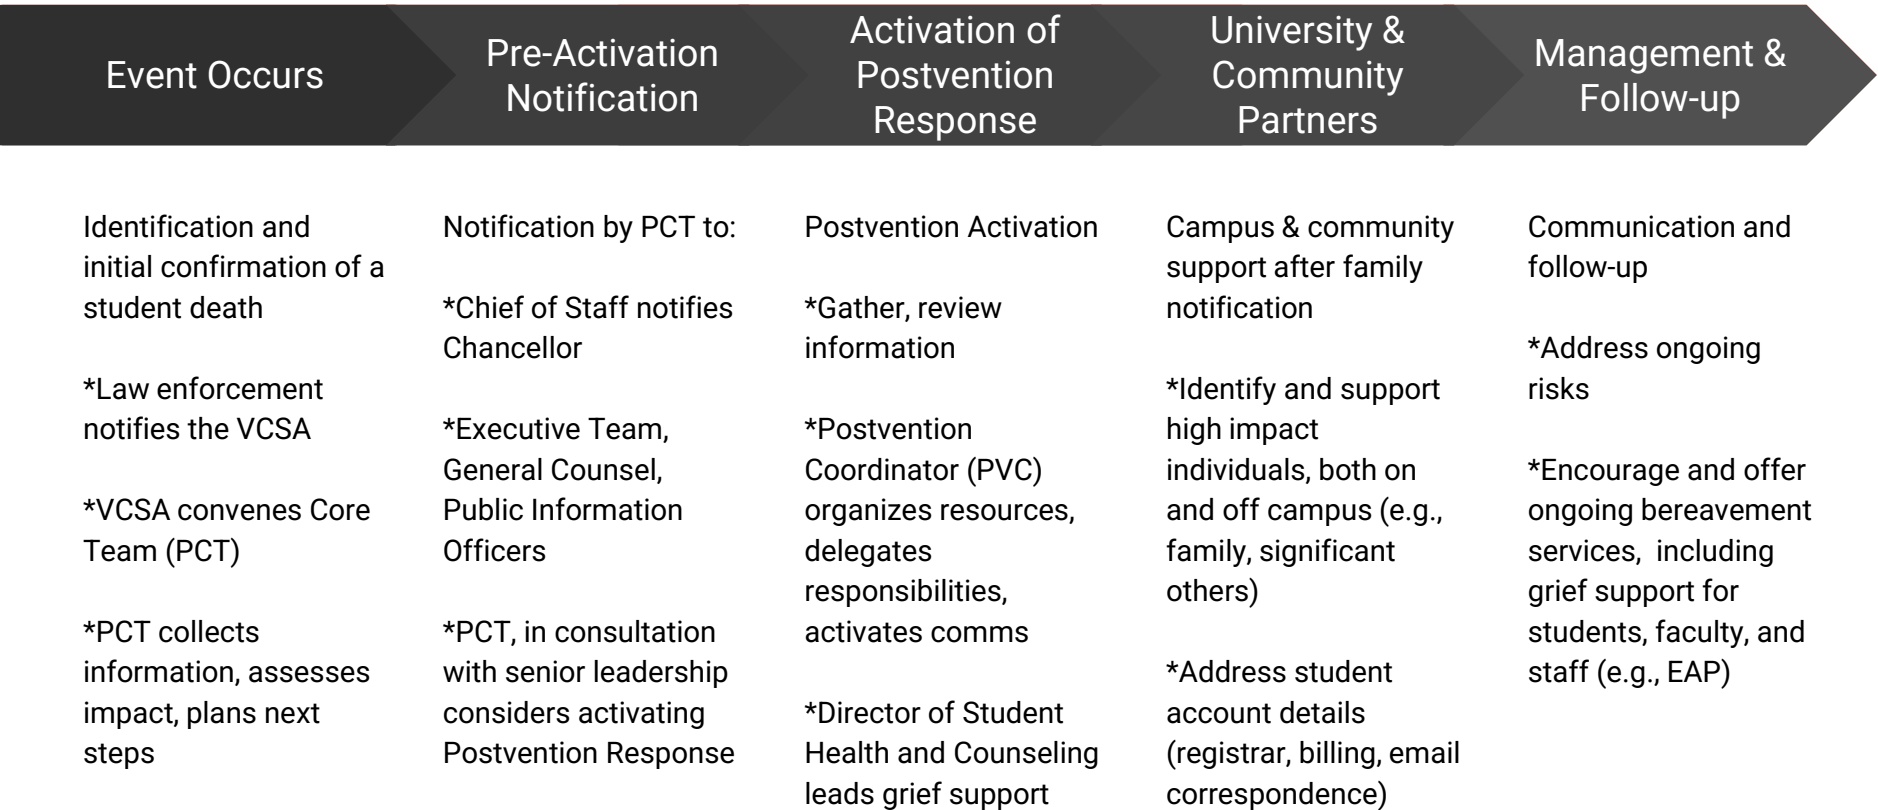 Event Occurs
Pre-Activation
Notification
Activation of
Postvention
Response
University &
Community
Partners
Management &
Follow-up
Identification and
initial confirmation of a
student death
*Law enforcement
notifies the VCSA
*VCSA convenes Core
Team (PCT)
*PCT collects
information, assesses
impact, plans next
steps
Notification by PCT to:
*Chief of Staff notifies
Chancellor
*Executive Team,
General Counsel,
Public Information
Officers
*PCT, in consultation
with senior leadership
considers activating
Postvention Response
Postvention Activation
*Gather, review
information
*Postvention
Coordinator (PVC)
organizes resources,
delegates
responsibilities,
activates comms
*Director of Student
Health and Counseling
leads grief support
Campus & community
support after family
notification
*Identify and support
high impact
individuals, both on
and off campus (e.g.,
family, significant
others)
*Address student
account details
(registrar, billing, email
correspondence)
Communication and
follow-up
*Address ongoing
risks
*Encourage and offer
ongoing bereavement
services,  including
grief support for
students, faculty, and
staff (e.g., EAP)